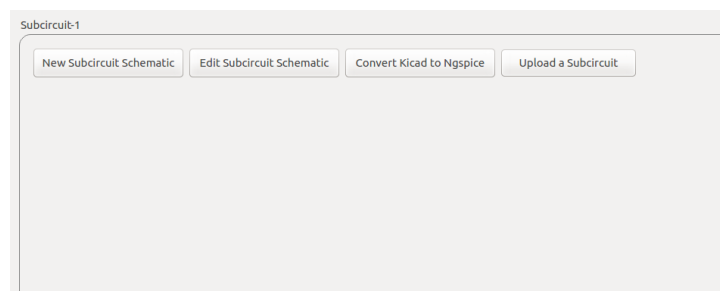 Subcircuit-1
New Subcircuit Schematic
Edit Subcircuit Schematic
Convert Kicad to Ngspice
Upload a Subcircuit